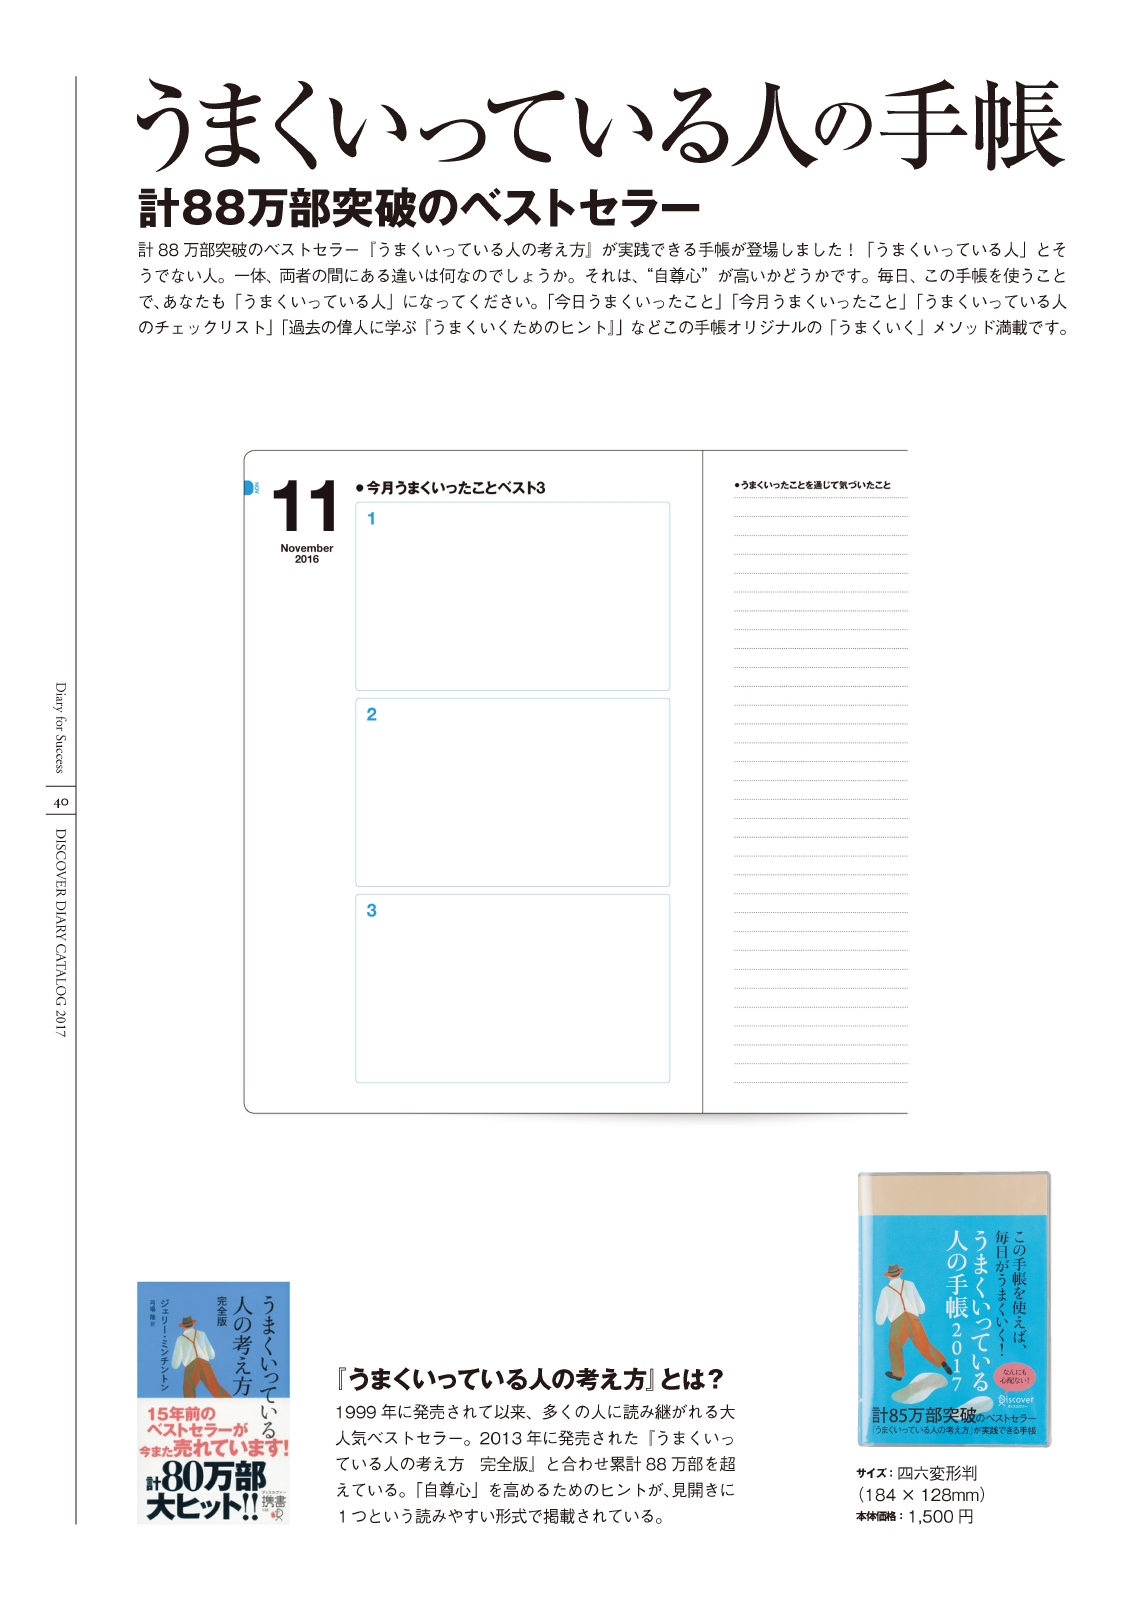 うまくいっている人の手帳
計88万部突破のベストセラー
計 88 万部突破のベストセラー『うまくいっている人の考え方』が実践できる手帳が登場しました！「うまくいっている人」とそ
うでない人。一体、両者の間にある違いは何なのでしょうか。それは、“自尊心” が高いかどうかです。毎日、この手帳を使うこと
で、あなたも「うまくいっている人」になってください。「今日うまくいったこと」「今月うまくいったこと」「うまくいっている人
のチェックリスト」「過去の偉人に学ぶ『うまくいくためのヒント』」などこの手帳オリジナルの「うまくいく」メソッド満載です。
NOV
11
November
2016
●今月うまくいったことベスト3
1
2
3
●うまくいったことを通じて気づいたこと
Diary for Success
40
DISCOVER DIARY CATALOG 2017
うまくいっている
人の考え方
完全版
ジェリー・ミンチントン
弓場 隆 訳
15年前の
ベストセラーが
今また売れています!
計80万部
大ヒット!!
ディスカヴァー
携書
『うまくいっている人の考え方』とは？
1999 年に発売されて以来、多くの人に読み継がれる大
人気ベストセラー。2013 年に発売された『うまくいっ
ている人の考え方　完全版』と合わせ累計 88 万部を超
えている。「自尊心」を高めるためのヒントが、見開きに
１つという読みやすい形式で掲載されている。
この手帳を使えば、
毎日がうまくいく！
うまくいっている
人の手帳2017
なんにも
心配ない!
Discover
ディスカヴァー
計85万部突破のベストセラー
『うまくいっている人の考え方』が実践できる手帳
サイズ：四六変形判
（184 × 128mm）
本体価格：1,500 円